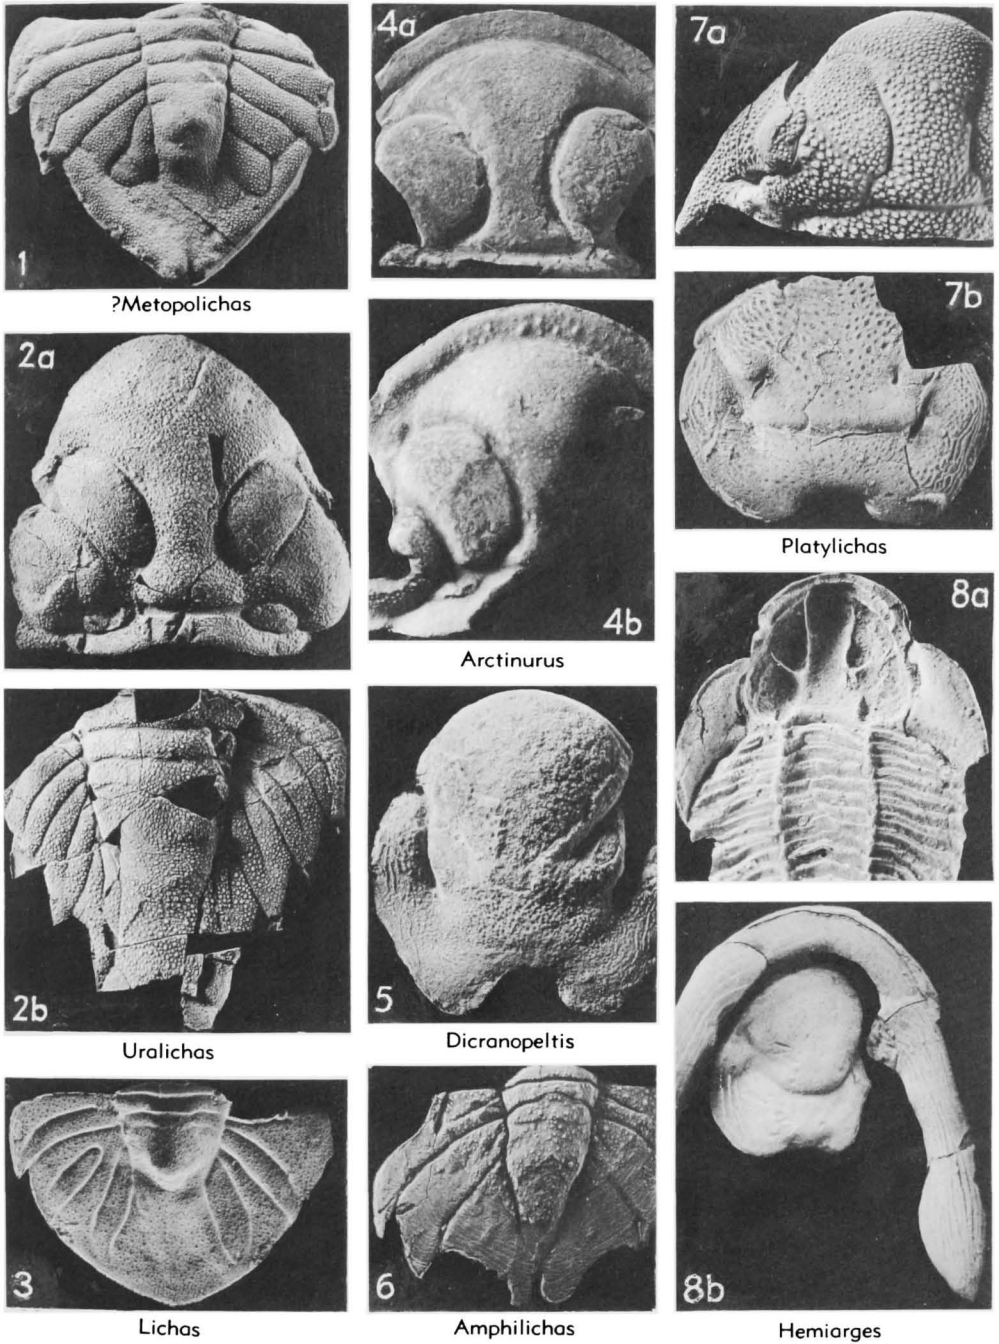 1
?Metopolichas
2a
2b
Uralichas
3
Lichas
4a
4b
Arctinurus
5
Dicranopeltis
6
Amphilichas
7a
7b
Platylichas
8a
8b
Hemiarges